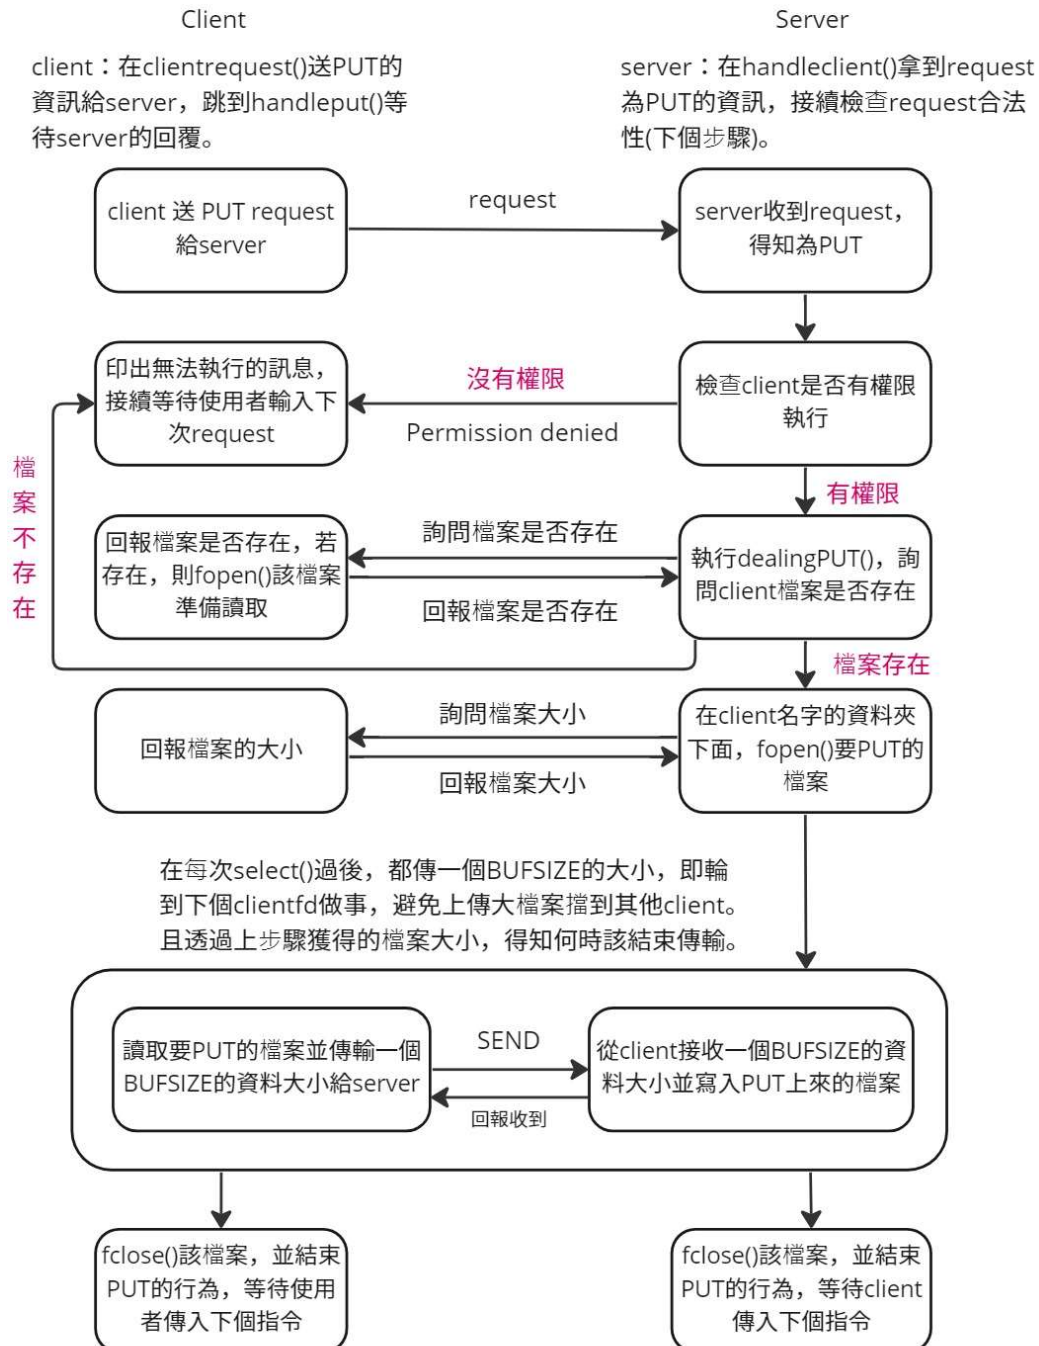 Client
Server
client：在clientrequest()送PUT的
資訊給server，跳到handleput()等
待server的回覆。
server：在handleclient()拿到request
為PUT的資訊，接續檢查request合法
性(下個步驟)。
client 送 PUT request
給server
request
server收到request，
得知為PUT
印出無法執行的訊息，
接續等待使用者輸入下
次request
沒有權限
Permission denied
檢查client是否有權限
執行
有權限
檔
案
不
存
在
回報檔案是否存在，若
存在，則fopen()該檔案
準備讀取
詢問檔案是否存在
回報檔案是否存在
執行dealingPUT()，詢
問client檔案是否存在
檔案存在
回報檔案的大小
詢問檔案大小
回報檔案大小
在client名字的資料夾
下面，fopen()要PUT的
檔案
在每次select()過後，都傳一個BUFSIZE的大小，即輪
到下個clientfd做事，避免上傳大檔案擋到其他client。
且透過上步驟獲得的檔案大小，得知何時該結束傳輸。
讀取要PUT的檔案並傳輸一個
BUFSIZE的資料大小給server
SEND
回報收到
從client接收一個BUFSIZE的資
料大小並寫入PUT上來的檔案
fclose()該檔案，並結束
PUT的行為，等待使用
者傳入下個指令
fclose()該檔案，並結束
PUT的行為，等待client
傳入下個指令